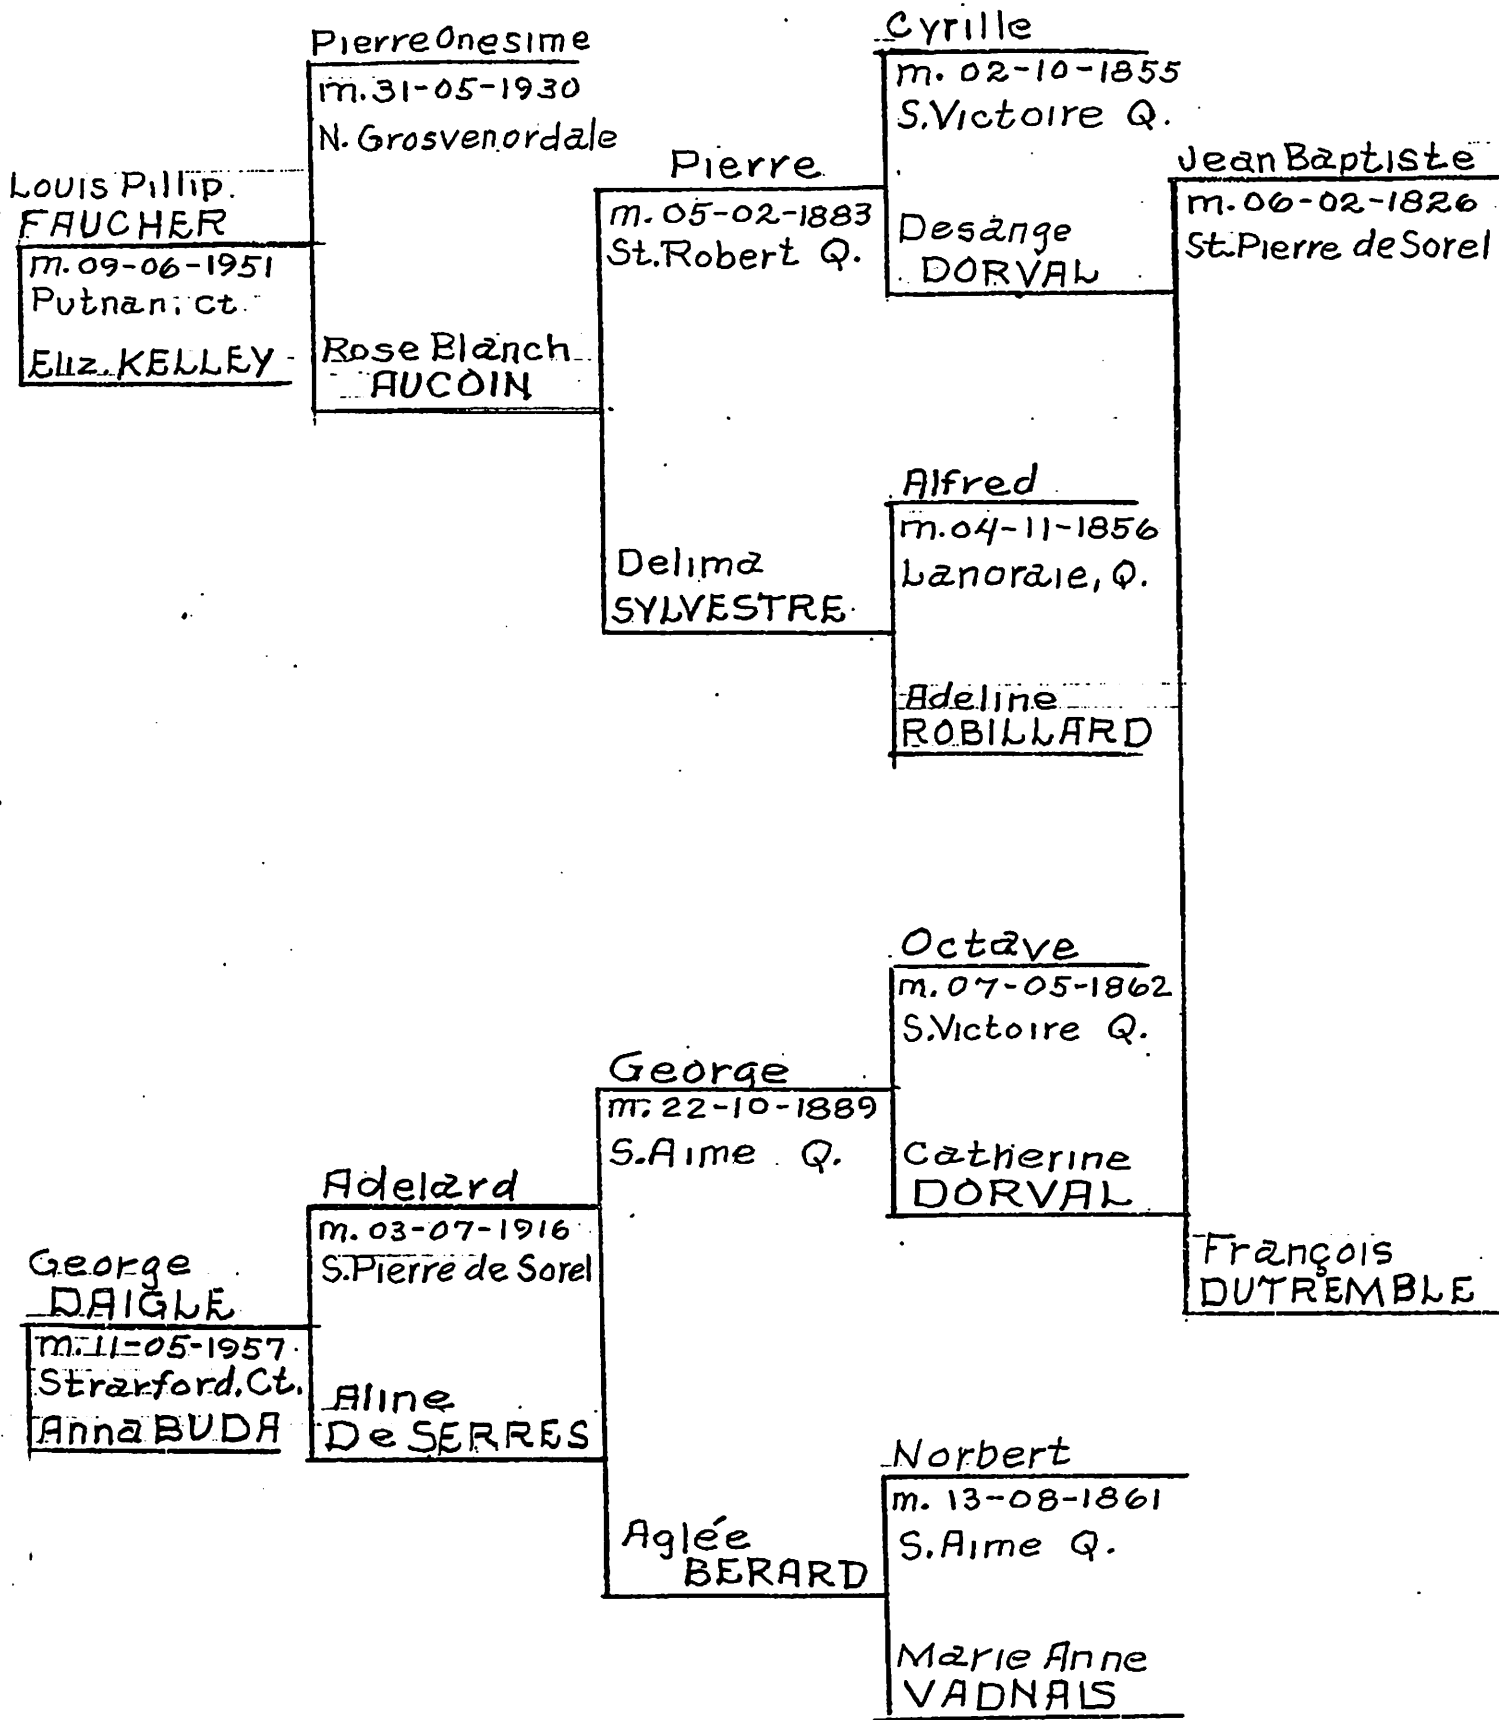 Louis Pillip.
FAUCHER
m. 09-06-1951
Putnan, ct.
Eliz. KELLEY
Pierre Onesime
m. 31-05-1930
N. Grosvenordale
Rose Blanch
AUCOIN
Pierre
m. 05-02-1883
St. Robert Q.
Delima
SYLVESTRE
Cyrille
m. 02-10-1855
S. Victoire Q.
Desange
DORVAL
Alfred
m. 04-11-1856
Lanoraie, Q.
Adeline
ROBILLARD
Jean Baptiste
m. 06-02-1826
St. Pierre de Sorel
François
DUTREMBLE
George
DAIGLE
m. 11-05-1957
Strarford, Ct.
Anna BUDA
Adelard
m. 03-07-1916
S. Pierre de Sorel
Aline
De SERRES
George
m. 22-10-1889
S. Aime Q.
Aglée
BERARD
Octave
m. 07-05-1862
S. Victoire Q.
Catherine
DORVAL
Norbert
m. 13-08-1861
S. Aime Q.
Marie Anne
VADNAIS